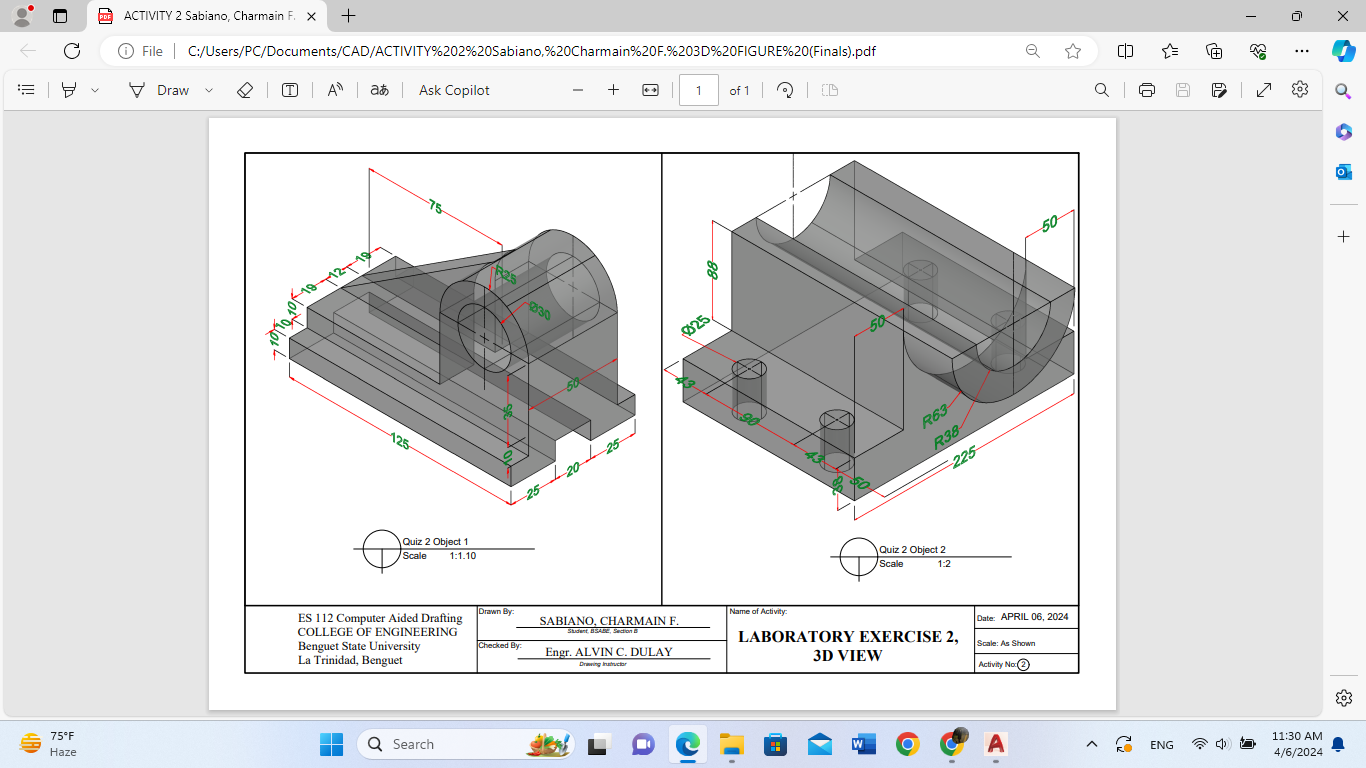 ACTIVITY 2 Sabiano, Charmain F.
File
C:/Users/PC/Documents/CAD/ACTIVITY%202%20Sabiano,%20Charmain%20F.%203D%20FIGURE%20(Finals).pdf
Draw
Ask Copilot
1
of 1
75
18
12
18
10
10
10
R25
Ø30
50
36
10
125
25
20
25
Quiz 2 Object 1
Scale 1:1.10
50
88
Ø25
50
43
90
43
38
50
R63
R38
225
Quiz 2 Object 2
Scale 1:2
ES 112 Computer Aided Drafting
COLLEGE OF ENGINEERING
Benguet State University
La Trinidad, Benguet
Drawn By:
SABIANO, CHARMAIN F.
Student, BSABE, Section B
Checked By:
Engr. ALVIN C. DULAY
Drawing Instructor
Name of Activity:
LABORATORY EXERCISE 2,
3D VIEW
Date: APRIL 06, 2024
Scale: As Shown
Activity No: 2
75°F
Haze
Search
ENG
11:30 AM
4/6/2024